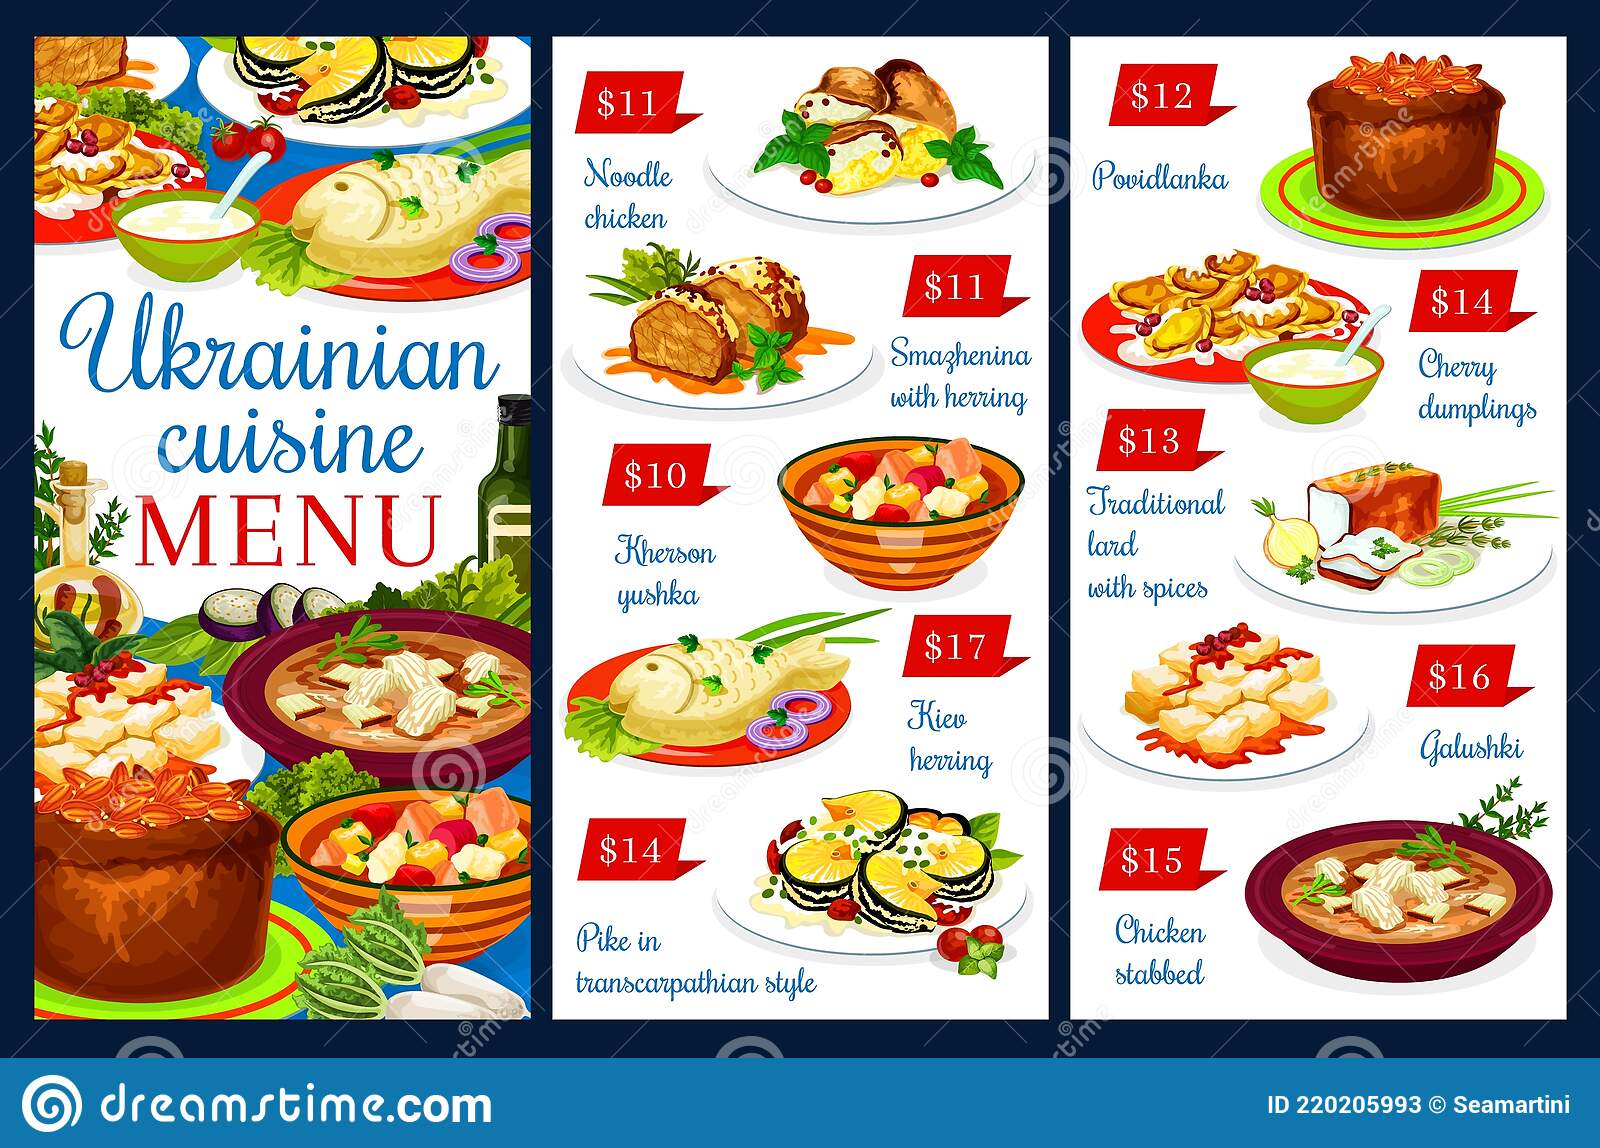 Ukrainian
cuisine
MENU
$11
Noodle
chicken
$11
Smazhenina
with herring
$10
Kherson
yushka
$17
Kiev
herring
$14
Pike in
transcarpathian style
$12
Povidlanka
$14
Cherry
dumplings
$13
Traditional
lard
with spices
$16
Galushki
$15
Chicken
stabbed
dreamstime.com
ID 220205993 © Seamartini